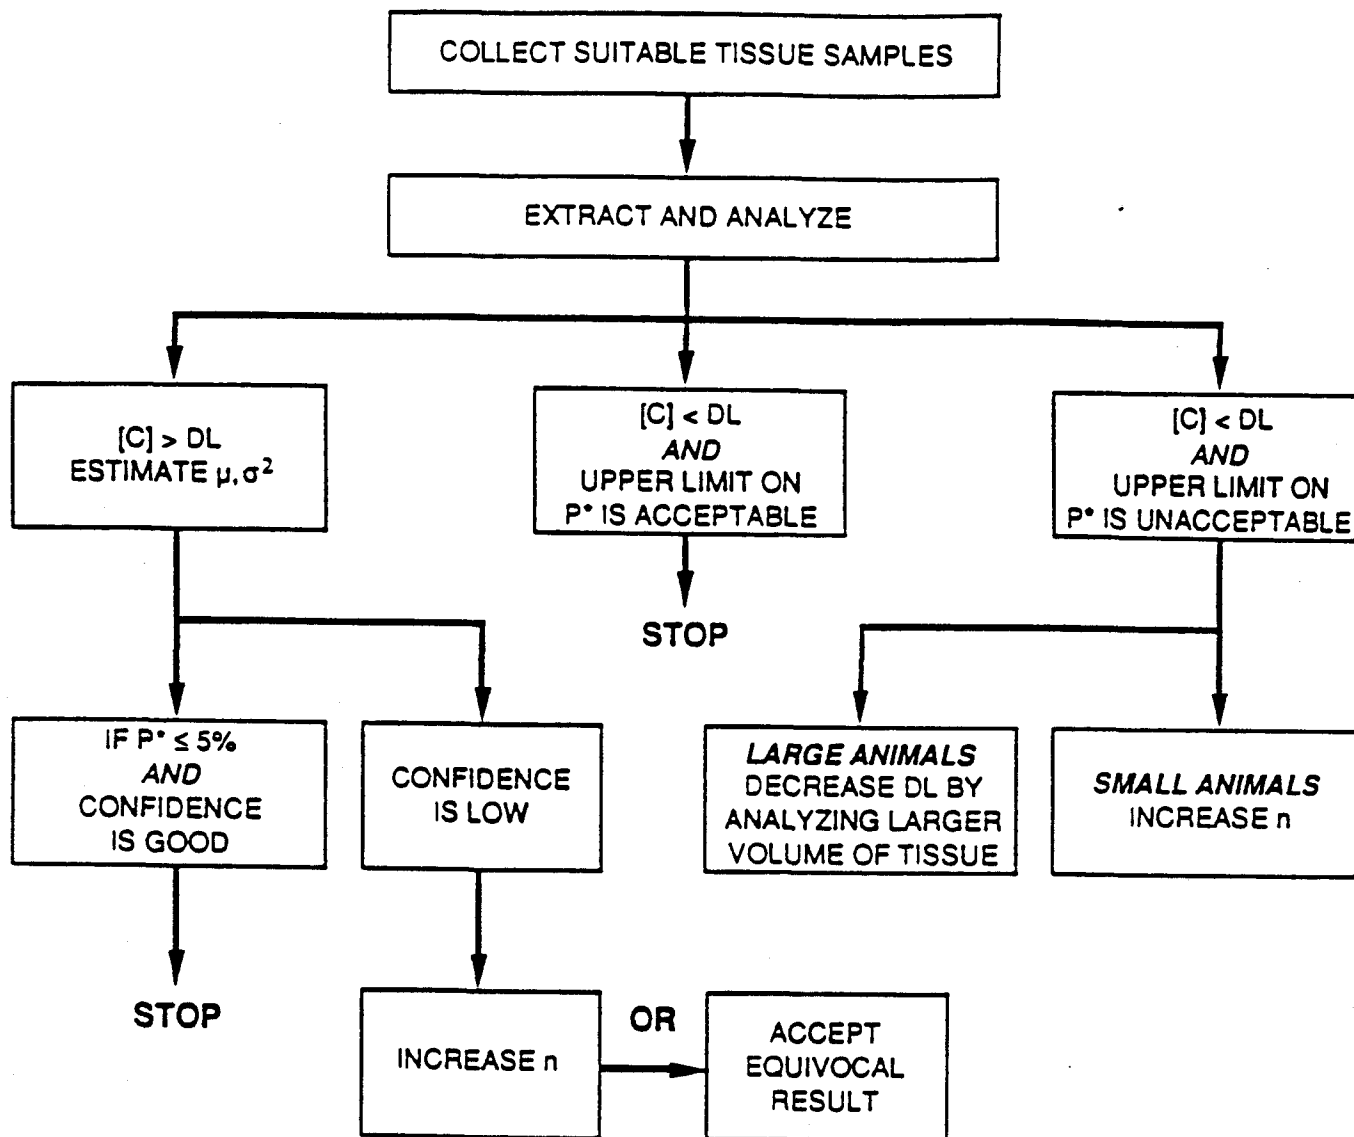 COLLECT SUITABLE TISSUE SAMPLES
EXTRACT AND ANALYZE
[C] > DL
ESTIMATE μ, σ²
[C] < DL
AND
UPPER LIMIT ON
P* IS ACCEPTABLE
[C] < DL
AND
UPPER LIMIT ON
P* IS UNACCEPTABLE
STOP
IF P* ≤ 5%
AND
CONFIDENCE
IS GOOD
CONFIDENCE
IS LOW
LARGE ANIMALS
DECREASE DL BY
ANALYZING LARGER
VOLUME OF TISSUE
SMALL ANIMALS
INCREASE n
STOP
INCREASE n
OR
ACCEPT
EQUIVOCAL
RESULT